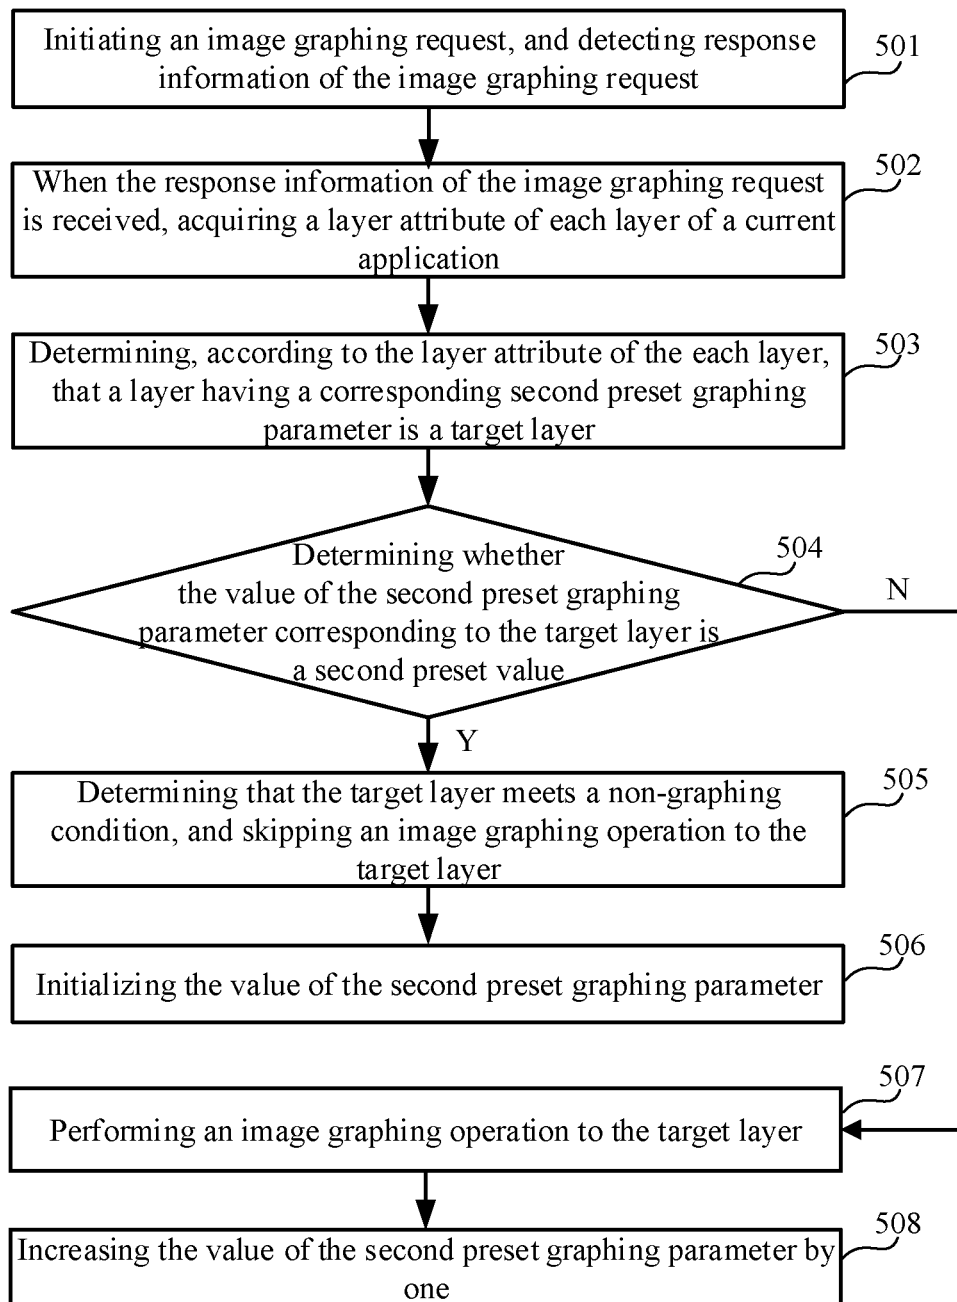 Initiating an image graphing request, and detecting response
information of the image graphing request
501
When the response information of the image graphing request
is received, acquiring a layer attribute of each layer of a current
application
502
Determining, according to the layer attribute of the each layer,
that a layer having a corresponding second preset graphing
parameter is a target layer
503
Determining whether
the value of the second preset graphing
parameter corresponding to the target layer is
a second preset value
504
N
Y
Determining that the target layer meets a non-graphing
condition, and skipping an image graphing operation to the
target layer
505
Initializing the value of the second preset graphing parameter
506
Performing an image graphing operation to the target layer
507
Increasing the value of the second preset graphing parameter by
one
508